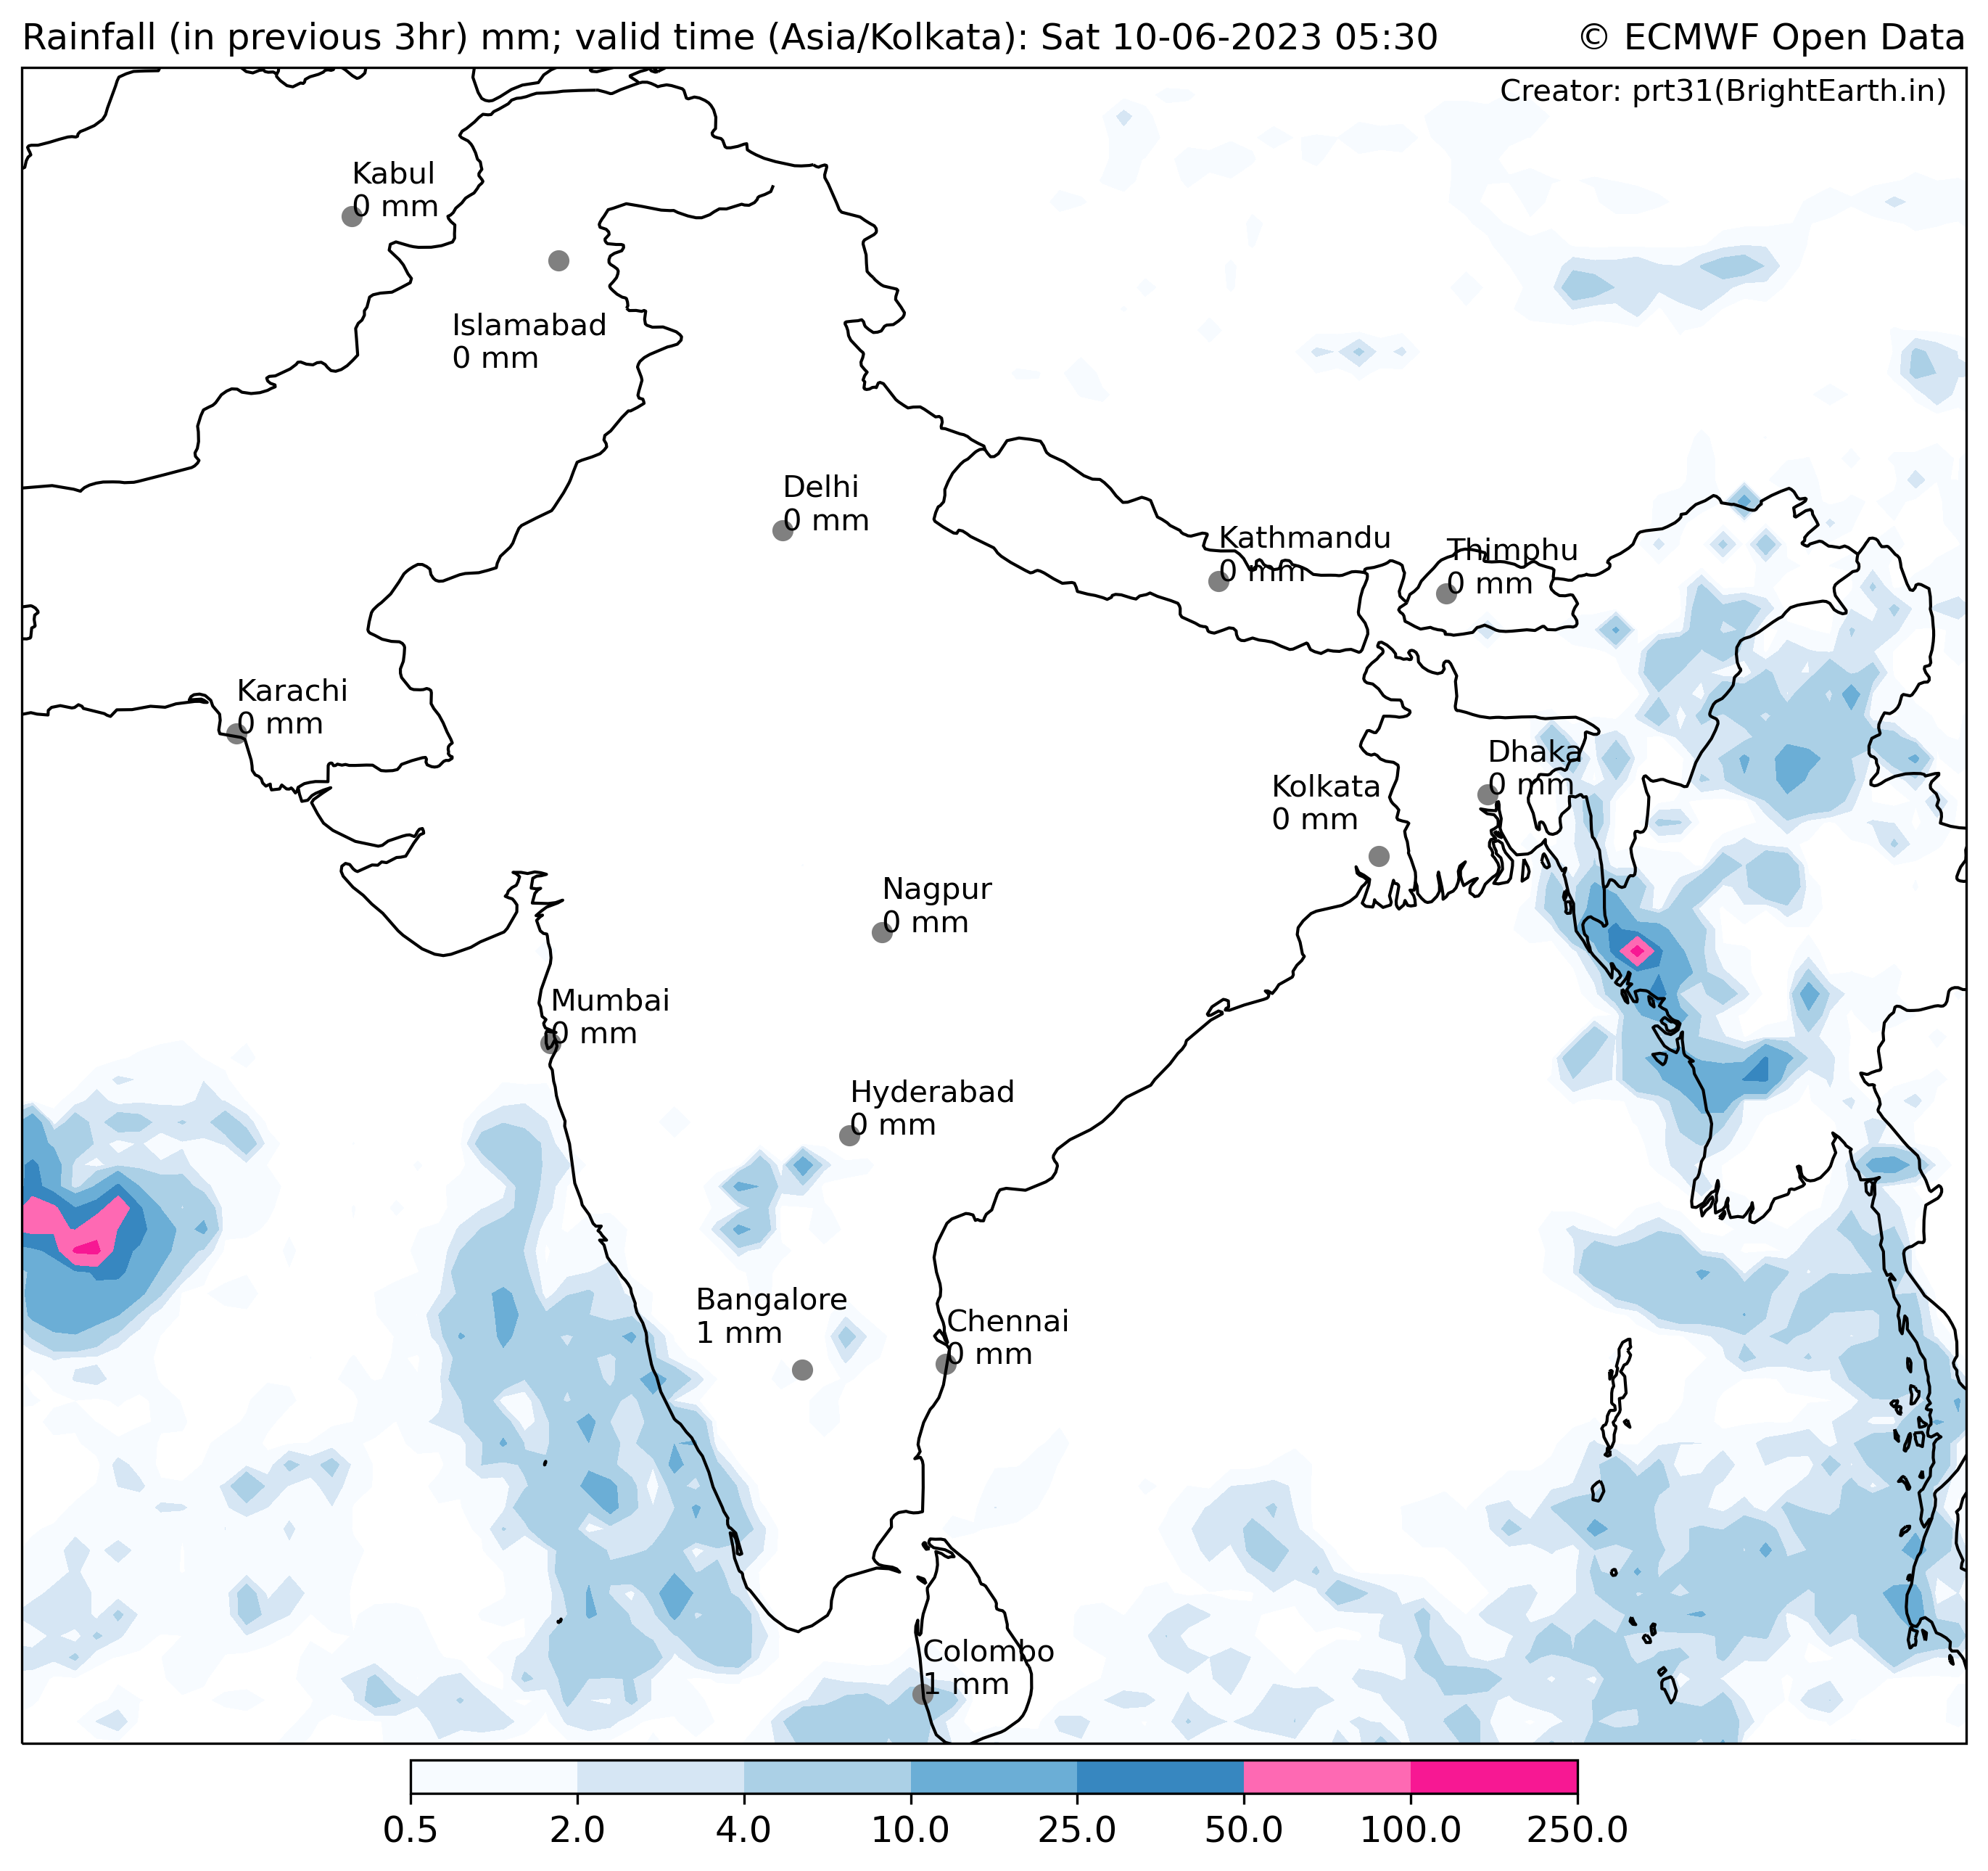 Rainfall (in previous 3hr) mm; valid time (Asia/Kolkata): Sat 10-06-2023 05:30
© ECMWF Open Data
Creator: prt31(BrightEarth.in)
Kabul
0 mm
Islamabad
0 mm
Delhi
0 mm
Kathmandu
0 mm
Thimphu
0 mm
Karachi
0 mm
Dhaka
0 mm
Kolkata
0 mm
Nagpur
0 mm
Mumbai
0 mm
Hyderabad
0 mm
Bangalore
1 mm
Chennai
0 mm
Colombo
1 mm
0.5 2.0 4.0 10.0 25.0 50.0 100.0 250.0